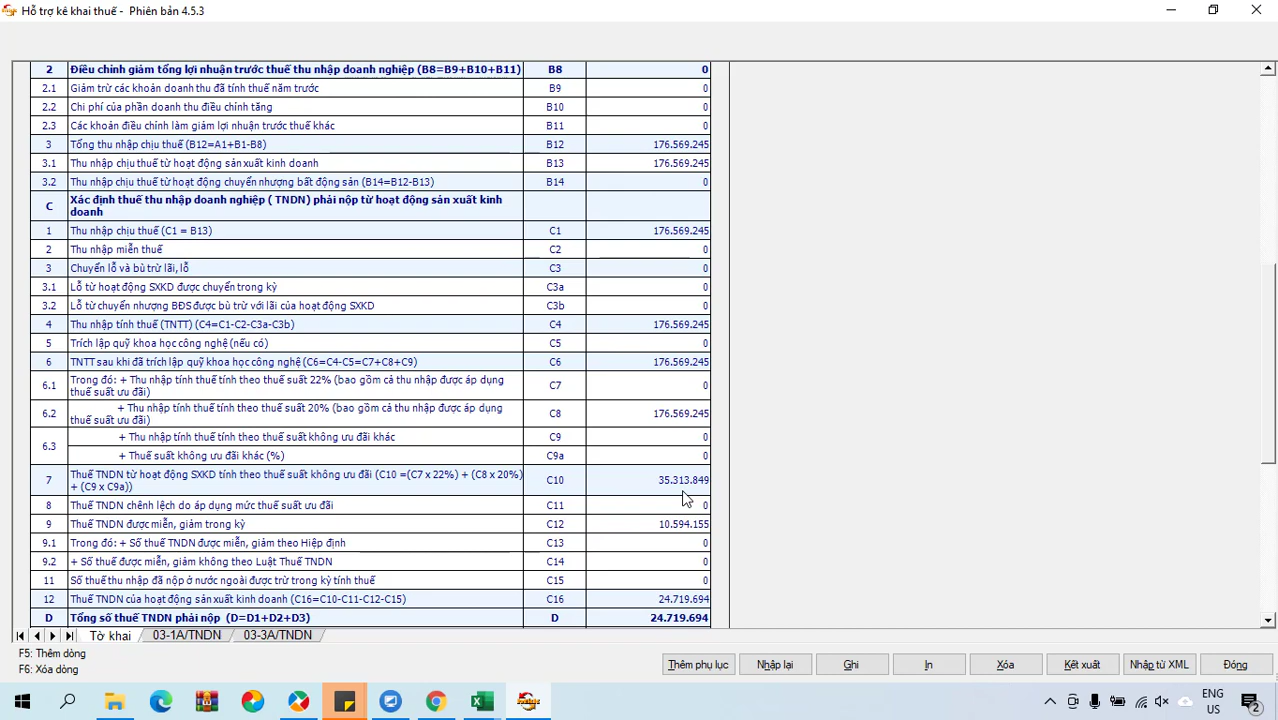 Hỗ trợ kê khai thuế - Phiên bản 4.5.3
2 Điều chỉnh giảm tổng lợi nhuận trước thuế thu nhập doanh nghiệp (B8=B9+B10+B11) B8 0
2.1 Giảm trừ các khoản doanh thu đã tính thuế năm trước B9 0
2.2 Chi phí của phần doanh thu điều chỉnh tăng B10 0
2.3 Các khoản điều chỉnh làm giảm lợi nhuận trước thuế khác B11 0
3 Tổng thu nhập chịu thuế (B12=A1+B1-B8) B12 176.569.245
3.1 Thu nhập chịu thuế từ hoạt động sản xuất kinh doanh B13 176.569.245
3.2 Thu nhập chịu thuế từ hoạt động chuyển nhượng bất động sản (B14=B12-B13) B14 0
C Xác định thuế thu nhập doanh nghiệp ( TNDN) phải nộp từ hoạt động sản xuất kinh
doanh
1 Thu nhập chịu thuế (C1 = B13) C1 176.569.245
2 Thu nhập miễn thuế C2 0
3 Chuyển lỗ và bù trừ lãi, lỗ C3 0
3.1 Lỗ từ hoạt động SXKD được chuyển trong kỳ C3a 0
3.2 Lỗ từ chuyển nhượng BĐS được bù trừ với lãi của hoạt động SXKD C3b 0
4 Thu nhập tính thuế (TNTT) (C4=C1-C2-C3a-C3b) C4 176.569.245
5 Trích lập quỹ khoa học công nghệ (nếu có) C5 0
6 TNTT sau khi đã trích lập quỹ khoa học công nghệ (C6=C4-C5=C7+C8+C9) C6 176.569.245
6.1 Trong đó: + Thu nhập tính thuế tính theo thuế suất 22% (bao gồm cả thu nhập được áp dụng
thuế suất ưu đãi) C7 0
6.2 + Thu nhập tính thuế tính theo thuế suất 20% (bao gồm cả thu nhập được áp dụng
thuế suất ưu đãi) C8 176.569.245
6.3 + Thu nhập tính thuế tính theo thuế suất không ưu đãi khác C9 0
+ Thuế suất không ưu đãi khác (%) C9a 0
7 Thuế TNDN từ hoạt động SXKD tính theo thuế suất không ưu đãi (C10 =(C7 x 22%) + (C8 x 20%)
+ (C9 x C9a)) C10 35.313.849
8 Thuế TNDN chênh lệch do áp dụng mức thuế suất ưu đãi C11 0
9 Thuế TNDN được miễn, giảm trong kỳ C12 10.594.155
9.1 Trong đó: + Số thuế TNDN được miễn, giảm theo Hiệp định C13 0
9.2 + Số thuế được miễn, giảm không theo Luật Thuế TNDN C14 0
11 Số thuế thu nhập đã nộp ở nước ngoài được trừ trong kỳ tính thuế C15 0
12 Thuế TNDN của hoạt động sản xuất kinh doanh (C16=C10-C11-C12-C15) C16 24.719.694
D Tổng số thuế TNDN phải nộp (D=D1+D2+D3) D 24.719.694
Tờ khai 03-1A/TNDN 03-3A/TNDN
F5: Thêm dòng
F6: Xóa dòng
Thêm phụ lục Nhập lại Ghi In Xóa Kết xuất Nhập từ XML Đóng
ENG
US
2